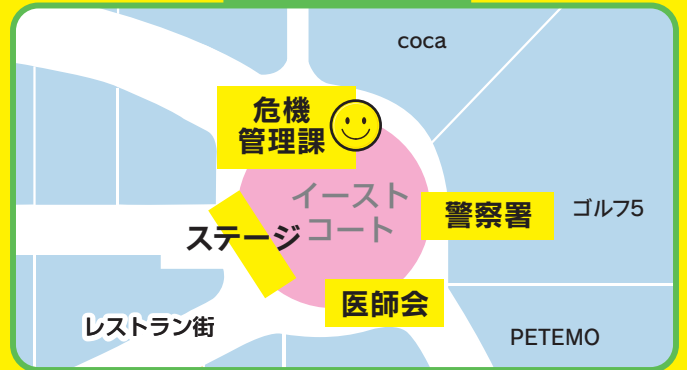 coca
危機
管理課
イースト
コート
警察署
ゴルフ5
ステージ
医師会
レストラン街
PETEMO